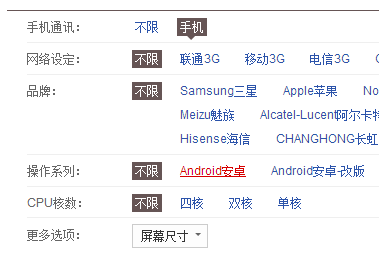 手机通讯： 不限 手机
网络设定： 不限 联通3G 移动3G 电信3G
品牌： 不限 Samsung三星 Apple苹果
Meizu魅族 Alcatel-Lucent阿尔卡特
Hisense海信 CHANGHONG长虹
操作系列： 不限 Android安卓 Android安卓-改版
CPU核数： 不限 四核 双核 单核
更多选项： 屏幕尺寸